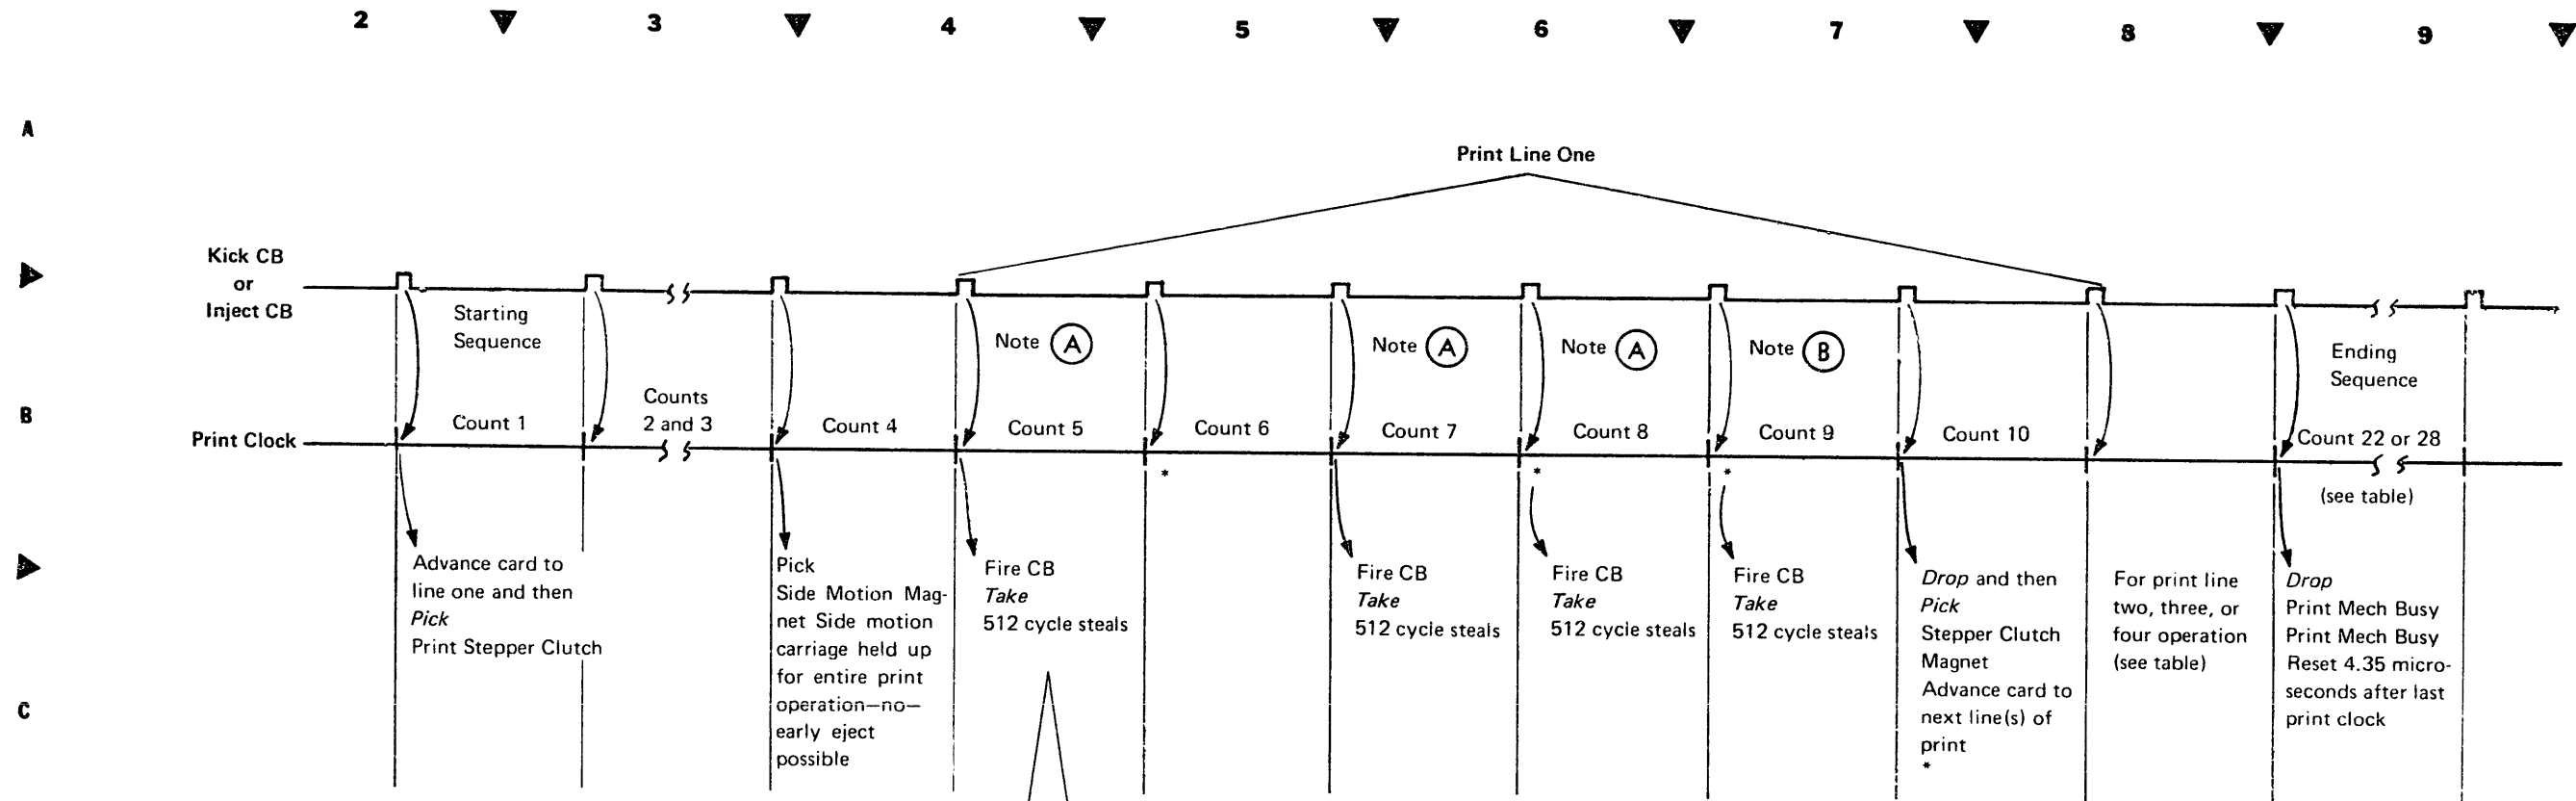 2 3 4 5 6 7 8 9
A
Print Line One
Kick CB
or
Inject CB
Starting
Sequence
Note A
Note A
Note A
Note B
Ending
Sequence
B
Print Clock
Count 1
Counts
2 and 3
Count 4
Count 5
Count 6
Count 7
Count 8
Count 9
Count 10
Count 22 or 28
(see table)
*
*
*
Advance card to
line one and then
Pick
Print Stepper Clutch
Pick
Side Motion Mag-
net Side motion
carriage held up
for entire print
operation—no—
early eject
possible
Fire CB
Take
512 cycle steals
Fire CB
Take
512 cycle steals
Fire CB
Take
512 cycle steals
Fire CB
Take
512 cycle steals
Drop and then
Pick
Stepper Clutch
Magnet
Advance card to
next line(s) of
print
*
For print line
two, three, or
four operation
(see table)
Drop
Print Mech Busy
Print Mech Busy
Reset 4.35 micro-
seconds after last
print clock
C